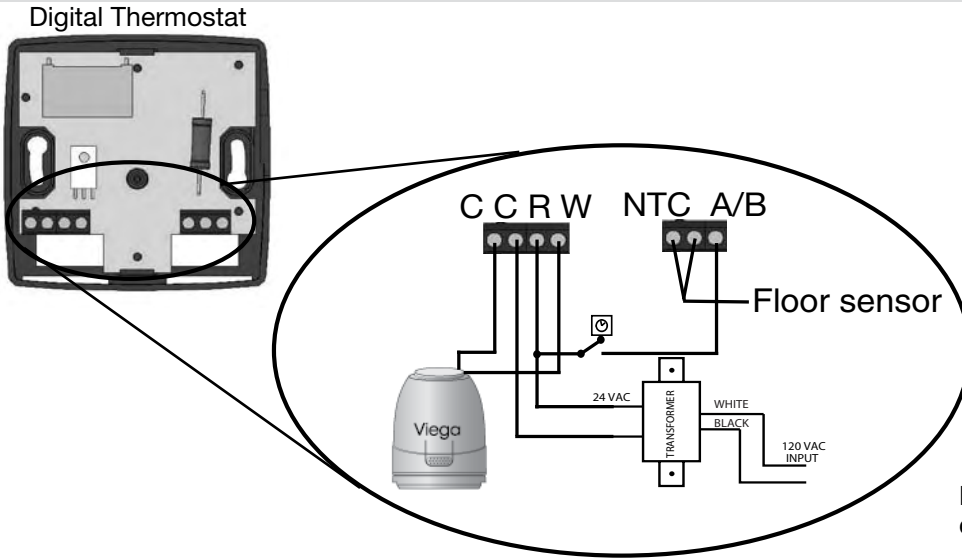 Digital Thermostat
C C R W NTC A/B
Floor sensor
24 VAC
TRANSFORMER
WHITE
BLACK
120 VAC
INPUT
Viega